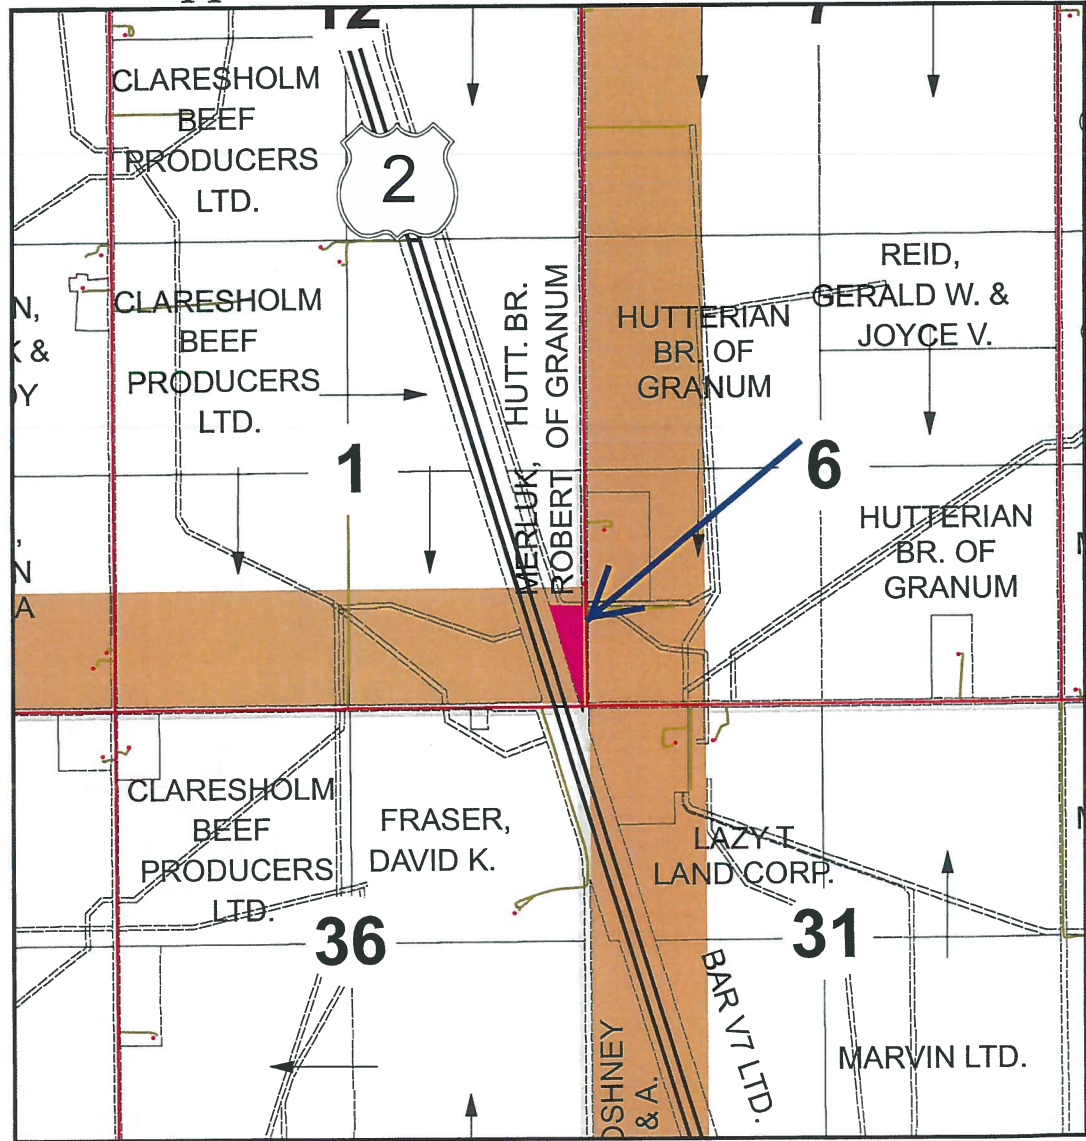 12
7
CLARESHOLM
BEEF
PRODUCERS
LTD.
2
REID,
GERALD W. &
JOYCE V.
N,
K &
OY
CLARESHOLM
BEEF
PRODUCERS
LTD.
HUTT. BR.
OF GRANUM
HUTTERIAN
BR. OF
GRANUM
1
MERLUK,
ROBERT
6
,
N
A
HUTTERIAN
BR. OF
GRANUM
CLARESHOLM
BEEF
PRODUCERS
LTD.
FRASER,
DAVID K.
LAZY T
LAND CORP.
36
31
OSHNEY
& A.
BAR V7 LTD.
MARVIN LTD.